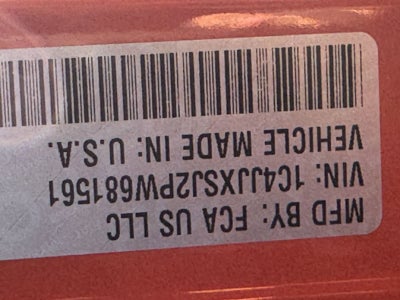 MFD BY: FCA US LLC
VIN: 1C4JJXSJ2PW681561
VEHICLE MADE IN: U.S.A.